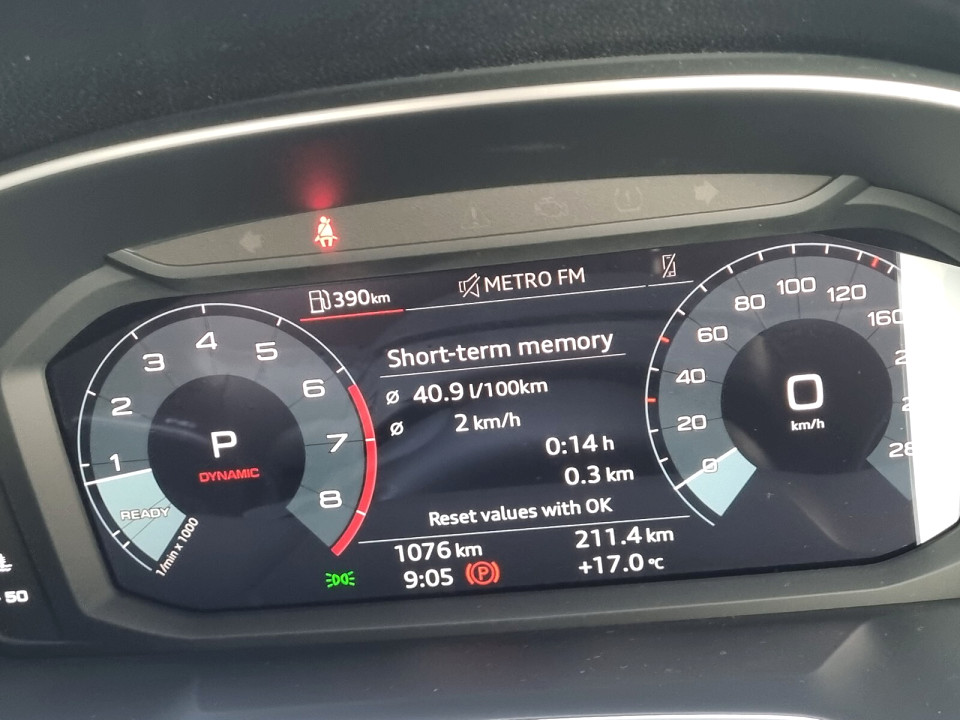 390km
METRO FM
Short-term memory
ø 40.9 l/100km
ø 2 km/h
0:14 h
0.3 km
Reset values with OK
1076 km
211.4 km
9:05
P
+17.0 °C
1
2
3
4
5
6
7
8
P
DYNAMIC
READY
1/min x 1000
0
20
40
60
80
100
120
160
0
km/h
50